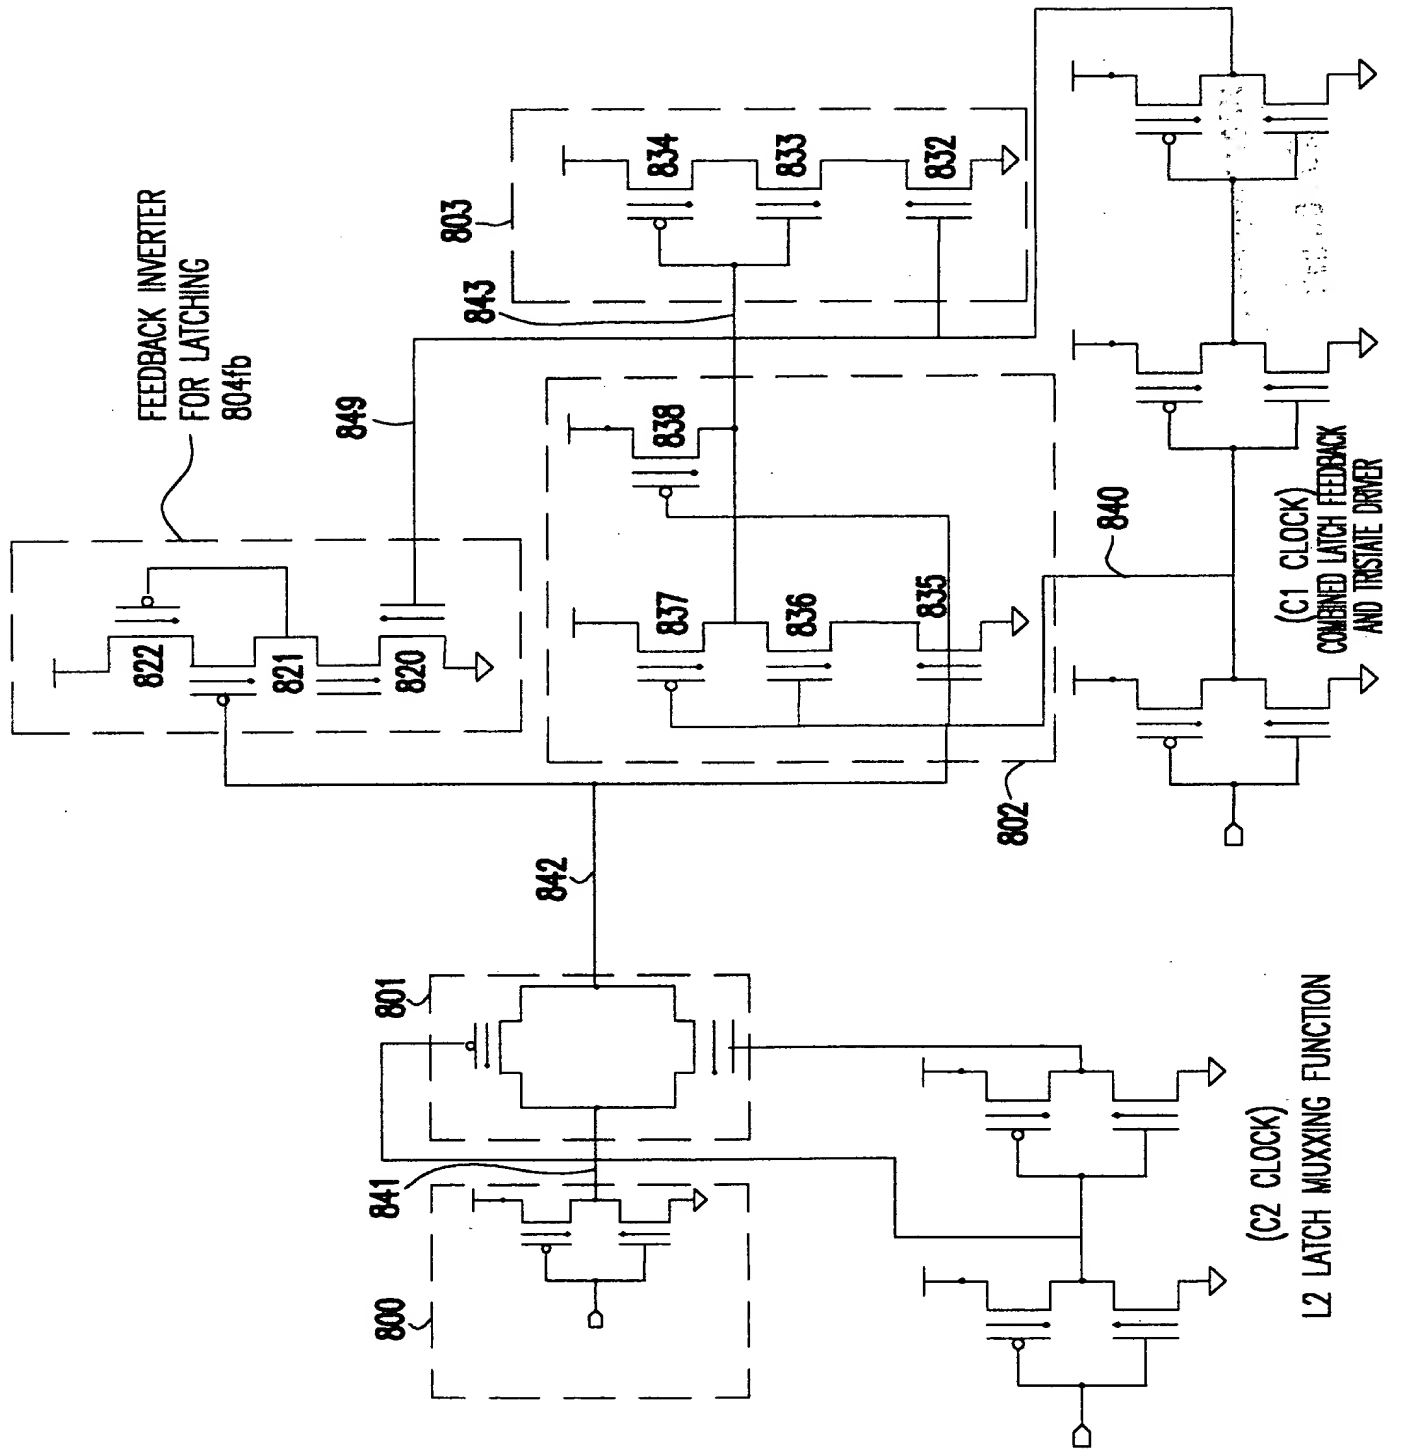 FEEDBACK INVERTER
FOR LATCHING
804fb
803
843
849
834
833
832
838
837
836
835
822
821
820
840
802
842
801
841
800
(C1 CLOCK)
COMBINED LATCH FEEDBACK
AND TRISTATE DRIVER
(C2 CLOCK)
L2 LATCH MUXXING FUNCTION